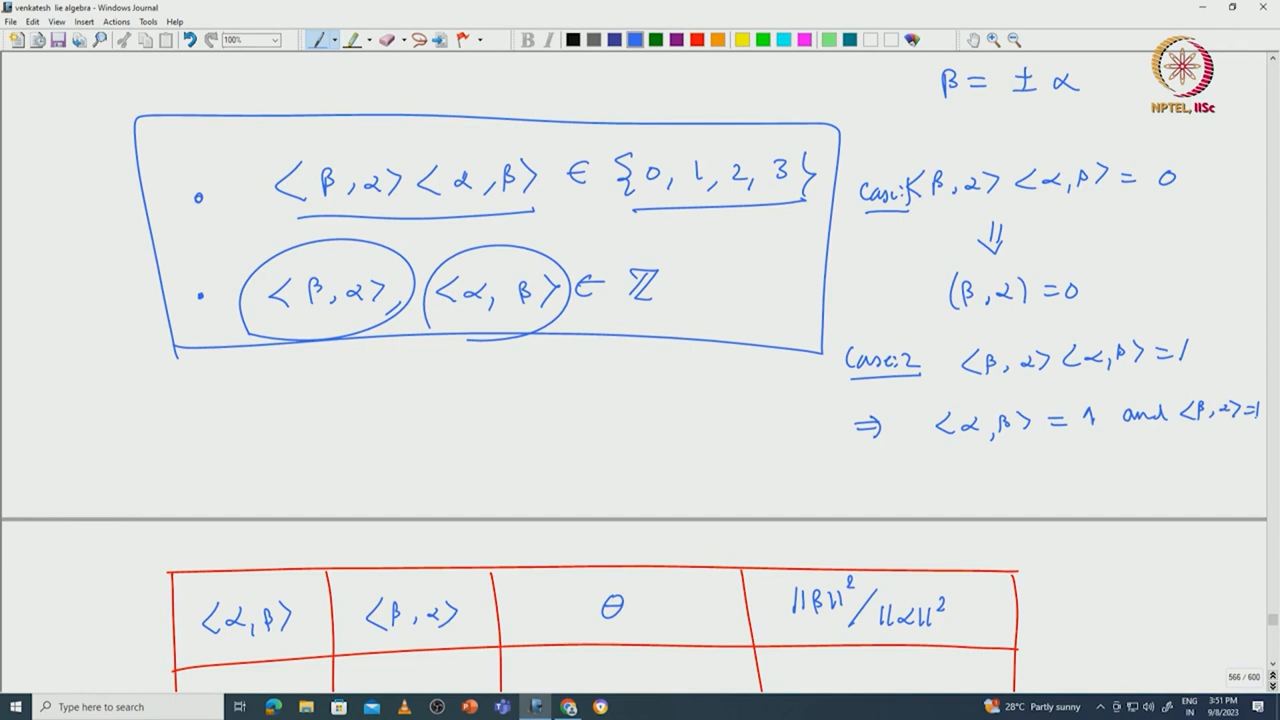 venkatesh lie algebra - Windows Journal
File Edit View Insert Actions Tools Help
100%
B I
NPTEL, IISc
β = ± α
• <β, α> <α, β> ∈ {0, 1, 2, 3}
Case:1 <β, α> <α, β> = 0
⇓
• <β, α>, <α, β> ∈ ℤ
(β, α) = 0
Case:2 <β, α> <α, β> = 1
⇒ <α, β> = 1 and <β, α> = 1
<α, β> <β, α> θ ||β||²/||α||²
566 / 600
Type here to search
28°C Partly sunny
ENG
IN
3:51 PM
9/8/2023